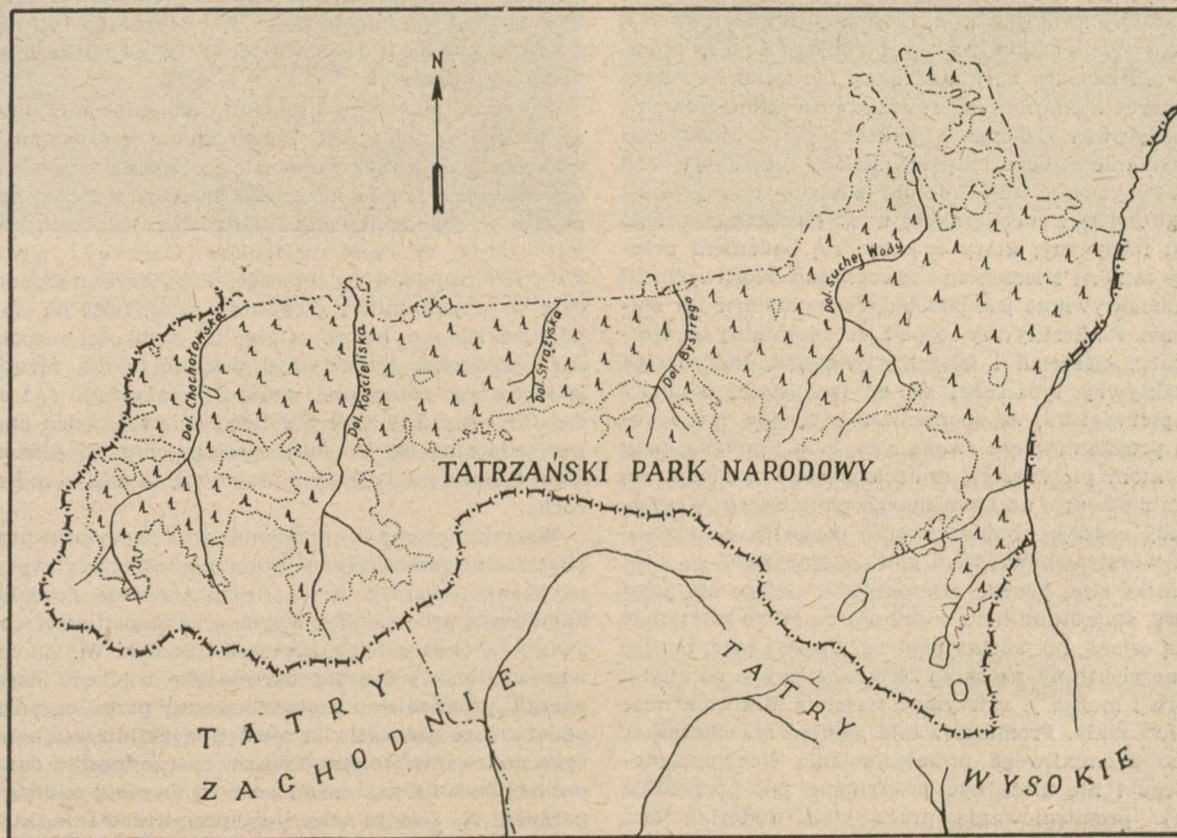 N
Dol. Chochołowska
Dol. Kościeliska
Dol. Strążyska
Dol. Bystrego
Dol. Suchej Wody
TATRZAŃSKI PARK NARODOWY
TATRY
ZACHODNIE
TATRY
WYSOKIE